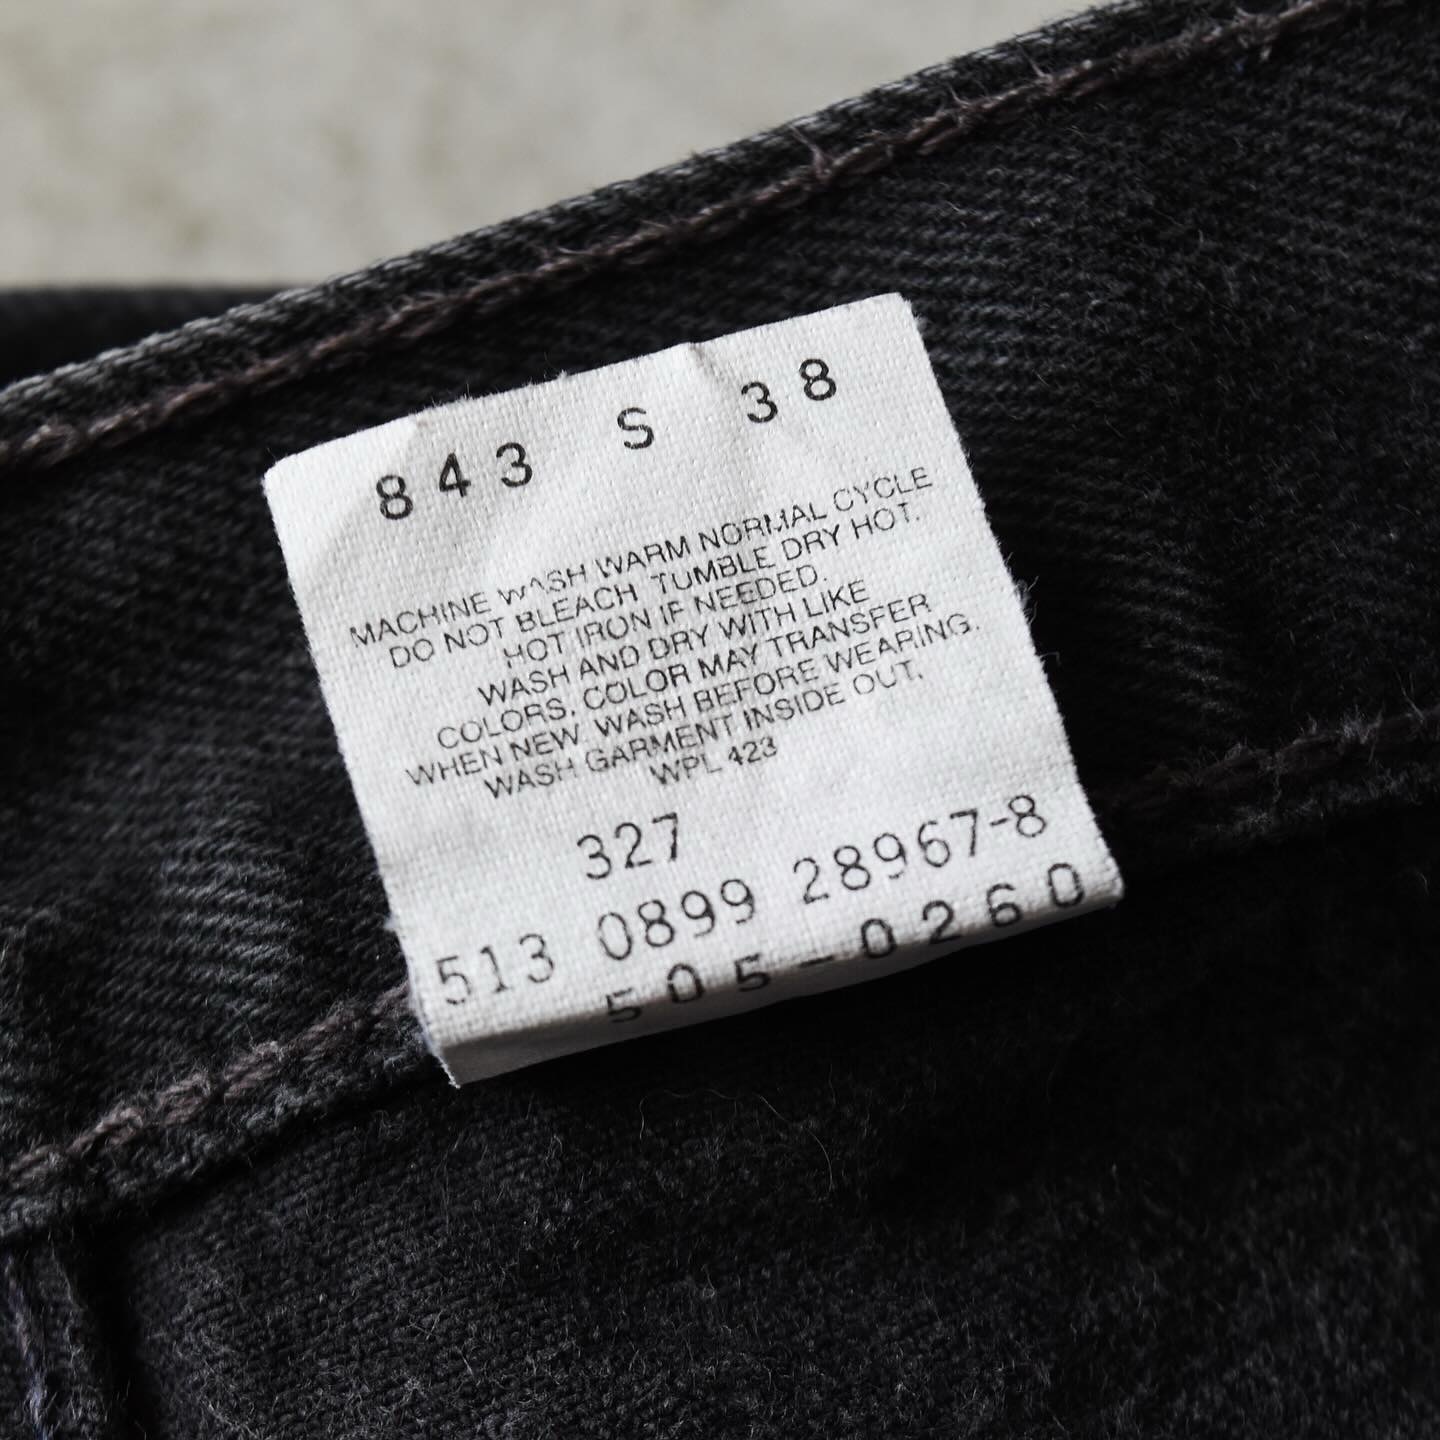 843 S 38
MACHINE WASH WARM NORMAL CYCLE
DO NOT BLEACH TUMBLE DRY HOT.
HOT IRON IF NEEDED.
WASH AND DRY WITH LIKE
COLORS. COLOR MAY TRANSFER
WHEN NEW. WASH BEFORE WEARING.
WASH GARMENT INSIDE OUT.
WPL 423
327
513 0899 28967-8
505-0260